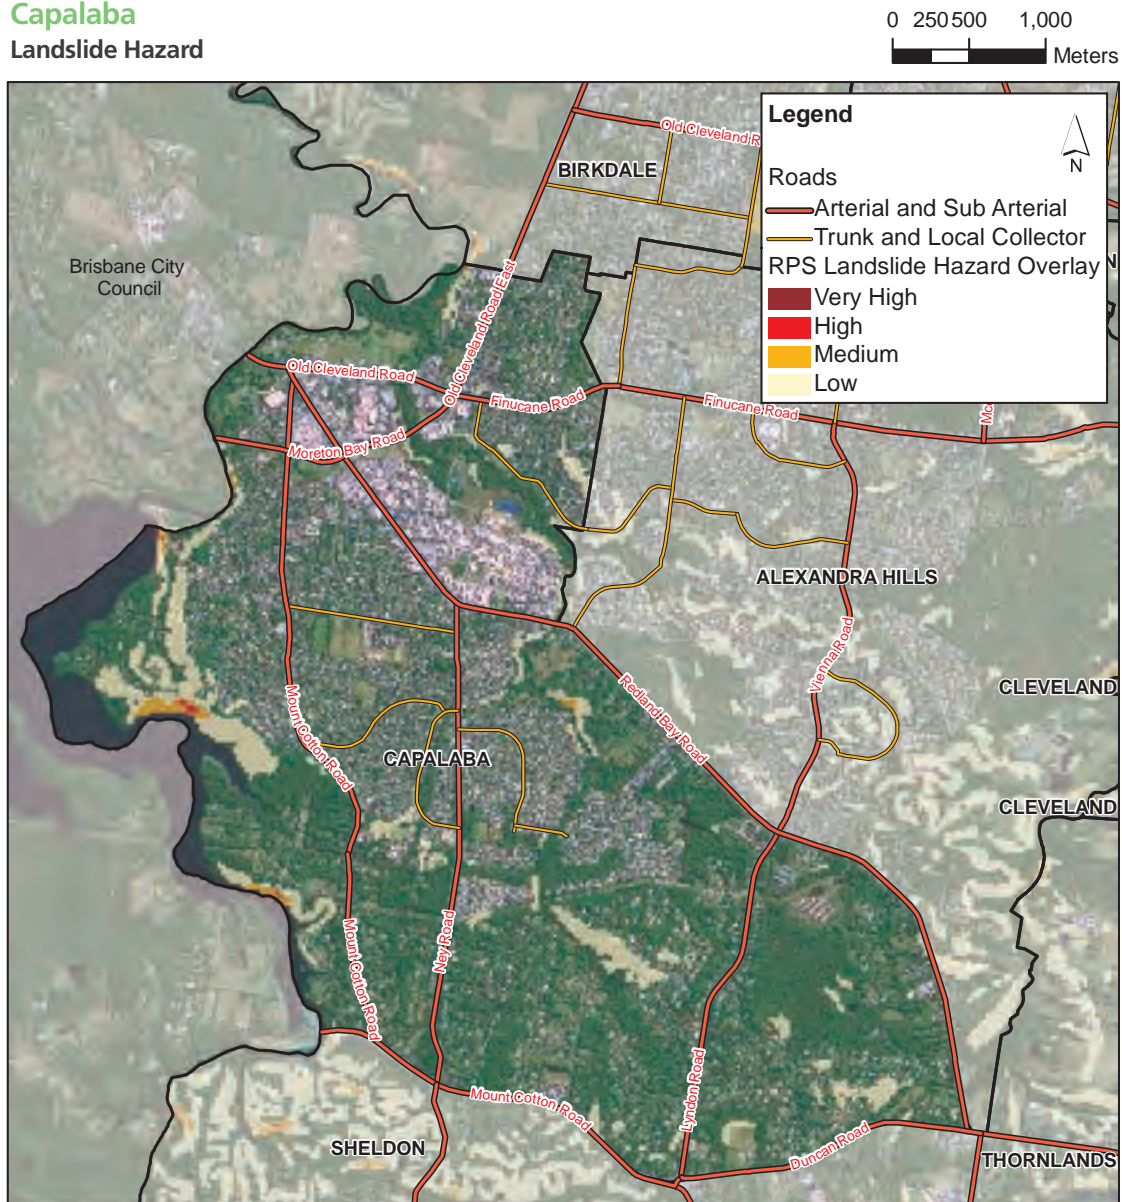 Capalaba
Landslide Hazard
0 250 500 1,000
Meters
Legend
N
Roads
Arterial and Sub Arterial
Trunk and Local Collector
RPS Landslide Hazard Overlay
Very High
High
Medium
Low
Old Cleveland R
BIRKDALE
Brisbane City
Council
N
Old Cleveland Road East
Old Cleveland Road
Finucane Road
Finucane Road
Mc
Moreton Bay Road
ALEXANDRA HILLS
Vienna Road
Redland Bay Road
CLEVELAND
Mount Cotton Road
CAPALABA
CLEVELAND
Ney Road
Mount Cotton Road
Lyndon Road
Mount Cotton Road
Duncan Road
SHELDON
THORNLANDS